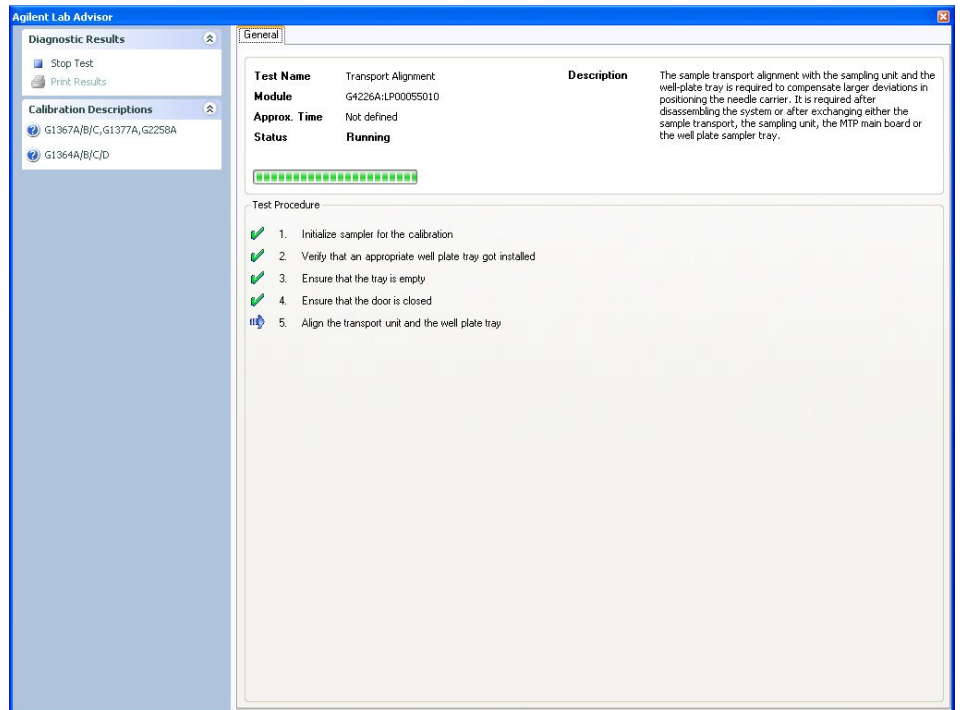 Agilent Lab Advisor
Diagnostic Results
Stop Test
Print Results
Calibration Descriptions
G1367A/B/C,G1377A,G2258A
G1364A/B/C/D
General
Test Name Transport Alignment
Module G4226A:LP00055010
Approx. Time Not defined
Status Running
Description The sample transport alignment with the sampling unit and the
well-plate tray is required to compensate larger deviations in
positioning the needle carrier. It is required after
disassembling the system or after exchanging either the
sample transport, the sampling unit, the MTP main board or
the well plate sampler tray.
Test Procedure
1. Initialize sampler for the calibration
2. Verify that an appropriate well plate tray got installed
3. Ensure that the tray is empty
4. Ensure that the door is closed
5. Align the transport unit and the well plate tray